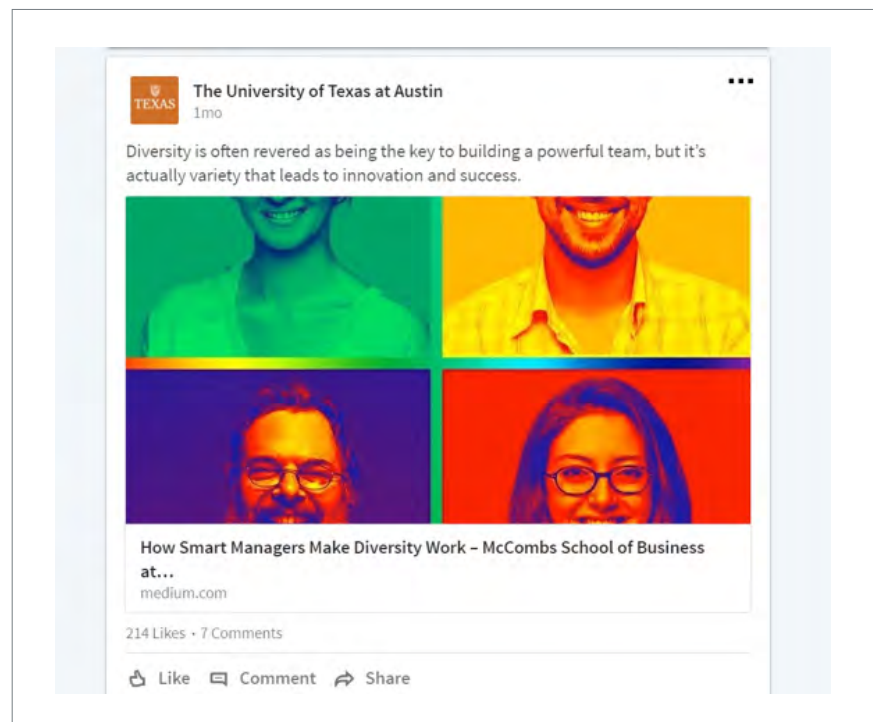 TEXAS
The University of Texas at Austin
1mo
Diversity is often revered as being the key to building a powerful team, but it's
actually variety that leads to innovation and success.
How Smart Managers Make Diversity Work – McCombs School of Business
at…
medium.com
214 Likes • 7 Comments
Like Comment Share